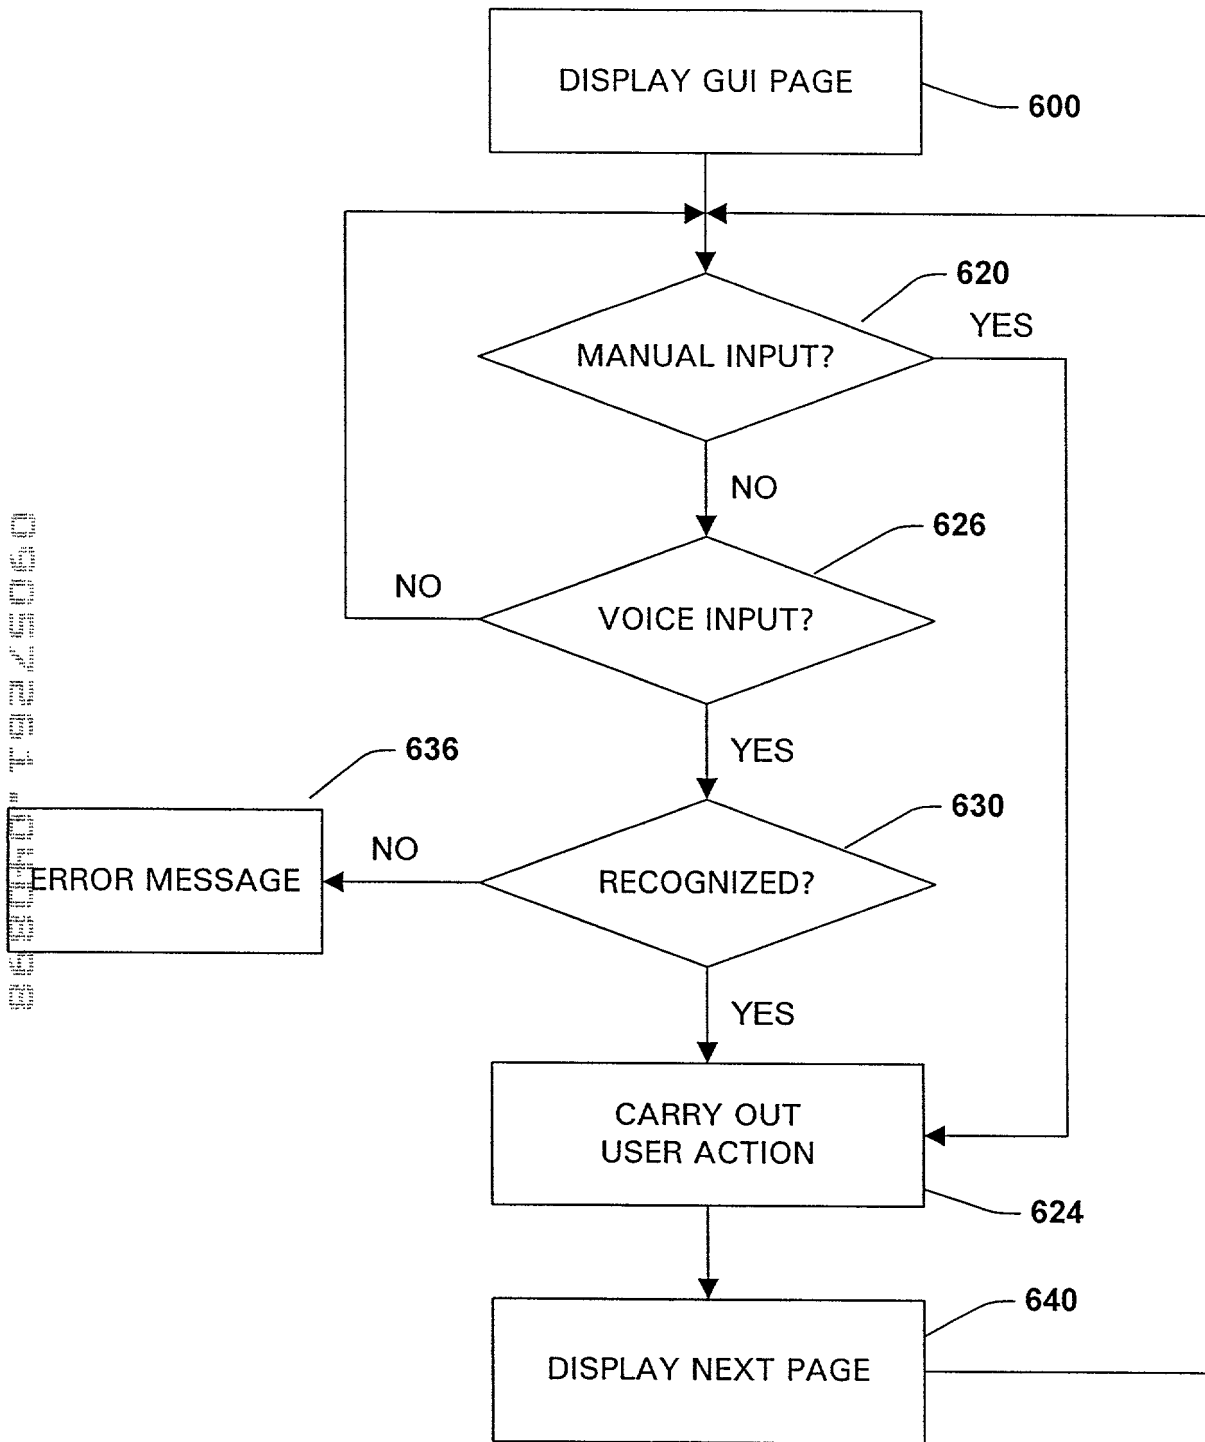 DISPLAY GUI PAGE
600
620
YES
MANUAL INPUT?
NO
626
NO
VOICE INPUT?
YES
636
630
NO
ERROR MESSAGE
RECOGNIZED?
YES
CARRY OUT
USER ACTION
624
640
DISPLAY NEXT PAGE